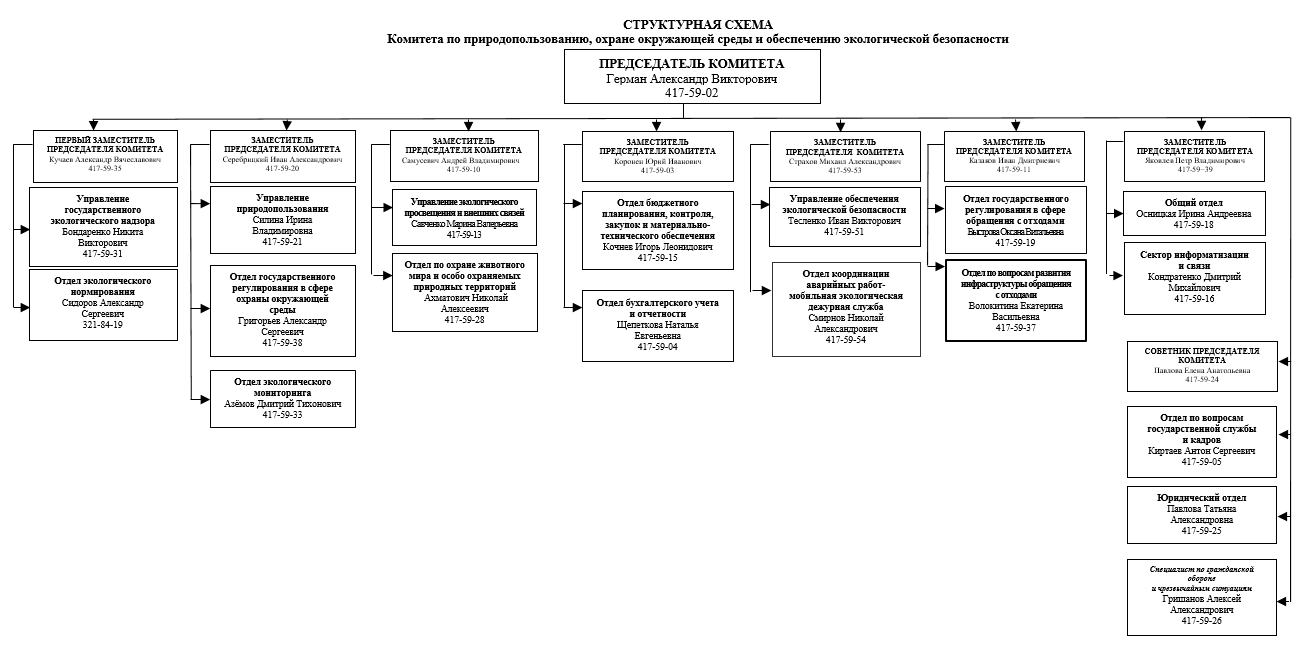 СТРУКТУРНАЯ СХЕМА
Комитета по природопользованию, охране окружающей среды и обеспечению экологической безопасности
ПРЕДСЕДАТЕЛЬ КОМИТЕТА
Герман Александр Викторович
417-59-02
ПЕРВЫЙ ЗАМЕСТИТЕЛЬ
ПРЕДСЕДАТЕЛЯ КОМИТЕТА
Кучаев Александр Вячеславович
417-59-35
Управление
государственного
экологического надзора
Бондаренко Никита
Викторович
417-59-31
Отдел экологического
нормирования
Сидоров Александр
Сергеевич
321-84-19
ЗАМЕСТИТЕЛЬ
ПРЕДСЕДАТЕЛЯ КОМИТЕТА
Серебрицкий Иван Александрович
417-59-20
Управление
природопользования
Силина Ирина
Владимировна
417-59-21
Отдел государственного
регулирования в сфере
охраны окружающей
среды
Григорьев Александр
Сергеевич
417-59-38
Отдел экологического
мониторинга
Азёмов Дмитрий Тихонович
417-59-33
ЗАМЕСТИТЕЛЬ
ПРЕДСЕДАТЕЛЯ КОМИТЕТА
Самусевич Андрей Владимирович
417-59-10
Управление экологического
просвещения и внешних связей
Савченко Марина Валерьевна
417-59-13
Отдел по охране животного
мира и особо охраняемых
природных территорий
Ахматович Николай
Алексеевич
417-59-28
ЗАМЕСТИТЕЛЬ
ПРЕДСЕДАТЕЛЯ КОМИТЕТА
Коронен Юрий Иванович
417-59-03
Отдел бюджетного
планирования, контроля,
закупок и материально-
технического обеспечения
Кочнев Игорь Леонидович
417-59-15
Отдел бухгалтерского учета
и отчетности
Щепеткова Наталья
Евгеньевна
417-59-04
ЗАМЕСТИТЕЛЬ
ПРЕДСЕДАТЕЛЯ КОМИТЕТА
Страхов Михаил Александрович
417-59-53
Управление обеспечения
экологической безопасности
Тесленко Иван Викторович
417-59-51
Отдел координации
аварийных работ-
мобильная экологическая
дежурная служба
Смирнов Николай
Александрович
417-59-54
ЗАМЕСТИТЕЛЬ
ПРЕДСЕДАТЕЛЯ КОМИТЕТА
Казаков Иван Дмитриевич
417-59-11
Отдел государственного
регулирования в сфере
обращения с отходами
Быстрова Оксана Витальевна
417-59-19
Отдел по вопросам развития
инфраструктуры обращения
с отходами
Волокитина Екатерина
Васильевна
417-59-37
ЗАМЕСТИТЕЛЬ
ПРЕДСЕДАТЕЛЯ КОМИТЕТА
Яковлев Петр Владимирович
417-59-39
Общий отдел
Осницкая Ирина Андреевна
417-59-18
Сектор информатизации
и связи
Кондратенко Дмитрий
Михайлович
417-59-16
СОВЕТНИК ПРЕДСЕДАТЕЛЯ
КОМИТЕТА
Павлова Елена Анатольевна
417-59-24
Отдел по вопросам
государственной службы
и кадров
Киртаев Антон Сергеевич
417-59-05
Юридический отдел
Павлова Татьяна
Александровна
417-59-25
Специалист по гражданской
обороне
и чрезвычайным ситуациям
Гришанов Алексей
Александрович
417-59-26